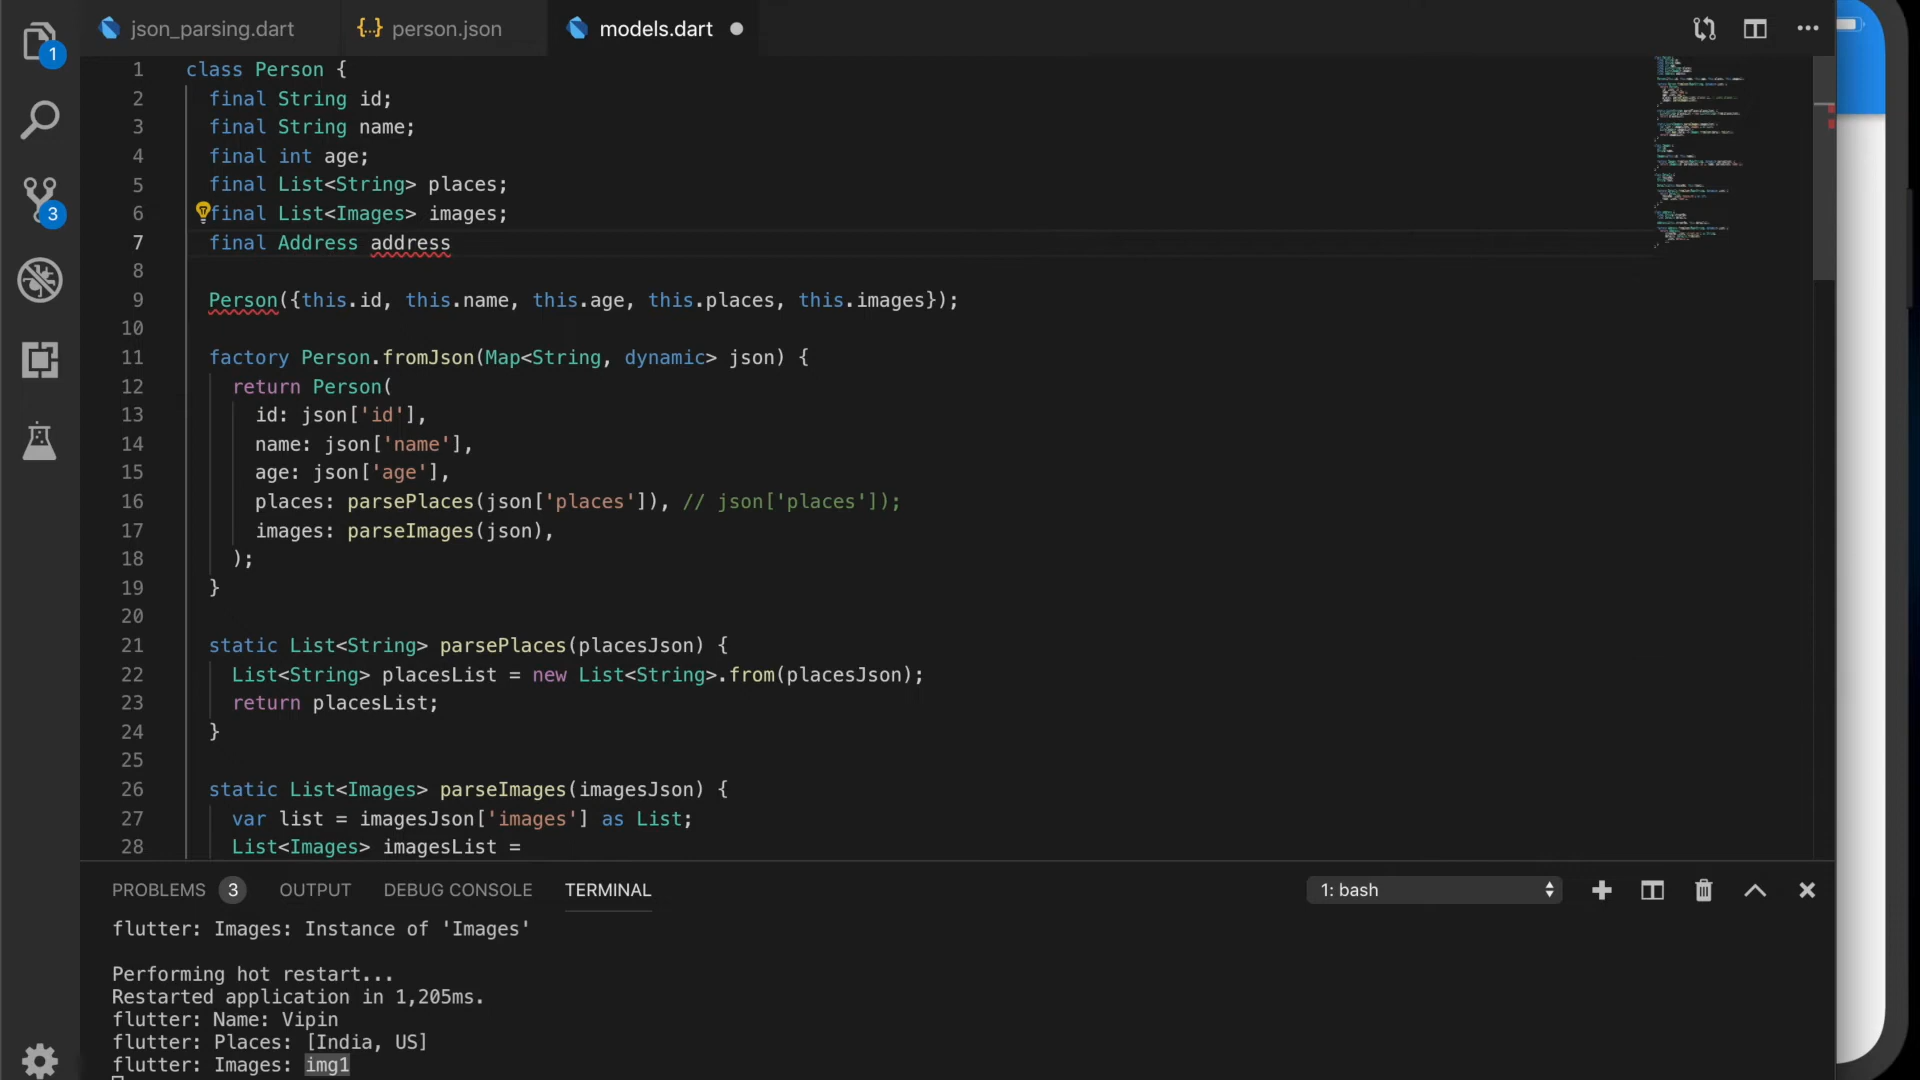 json_parsing.dart
{..} person.json
models.dart
1
3
1 class Person {
2 final String id;
3 final String name;
4 final int age;
5 final List<String> places;
6 final List<Images> images;
7 final Address address
8
9 Person({this.id, this.name, this.age, this.places, this.images});
10
11 factory Person.fromJson(Map<String, dynamic> json) {
12 return Person(
13 id: json['id'],
14 name: json['name'],
15 age: json['age'],
16 places: parsePlaces(json['places']), // json['places']);
17 images: parseImages(json),
18 );
19 }
20
21 static List<String> parsePlaces(placesJson) {
22 List<String> placesList = new List<String>.from(placesJson);
23 return placesList;
24 }
25
26 static List<Images> parseImages(imagesJson) {
27 var list = imagesJson['images'] as List;
28 List<Images> imagesList =
PROBLEMS 3 OUTPUT DEBUG CONSOLE TERMINAL 1: bash
flutter: Images: Instance of 'Images'
Performing hot restart...
Restarted application in 1,205ms.
flutter: Name: Vipin
flutter: Places: [India, US]
flutter: Images: img1